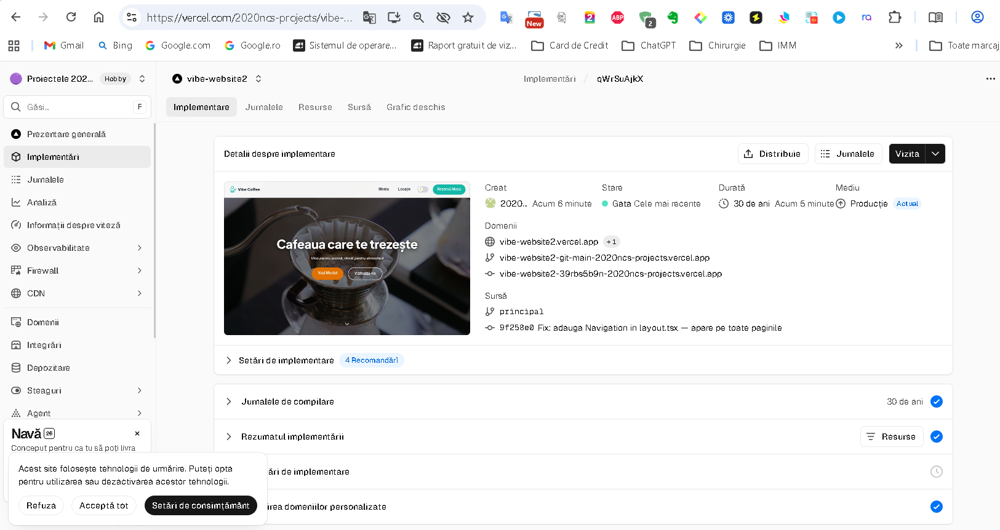 https://vercel.com/2020ncs-projects/vibe-...
New
2
ABP
2
ra
Gmail
Bing
Google.com
Google.ro
Sistemul de operare...
Raport gratuit de viz...
Card de Credit
ChatGPT
Chirurgie
IMM
Toate marcaj
Proiectele 202...
Hobby
vibe-website2
Implementări / qWrSuAjkX
Găsi...
F
Implementare
Jurnalele
Resurse
Sursă
Grafic deschis
Prezentare generală
Implementări
Jurnalele
Analiză
Informații despre viteză
Observabilitate
Firewall
CDN
Domenii
Integrări
Depozitare
Steaguri
Agent
Navă 26
Conceput pentru ca tu să poți livra
Detalii despre implementare
Distribuie
Jurnalele
Vizita
Vibe Coffee
Meniu
Locație
Rezervă Masă
Cafeaua care te trezește
Vino pentru aromă, rămâi pentru atmosferă
Vezi Meniul
Vizitează-ne
Creat
2020... Acum 6 minute
Stare
Gata Cele mai recente
Durată
30 de ani Acum 5 minute
Mediu
Producție Actual
Domenii
vibe-website2.vercel.app +1
vibe-website2-git-main-2020ncs-projects.vercel.app
vibe-website2-39rbs5b9n-2020ncs-projects.vercel.app
Sursă
principal
9f258e0 Fix: adauga Navigation in layout.tsx — apare pe toate paginile
Setări de implementare 4 Recomandări
Jurnalele de compilare
30 de ani
Rezumatul implementării
Resurse
ări de implementare
irea domeniilor personalizate
Acest site folosește tehnologii de urmărire. Puteți opta
pentru utilizarea sau dezactivarea acestor tehnologii.
Refuza
Acceptă tot
Setări de consimțământ